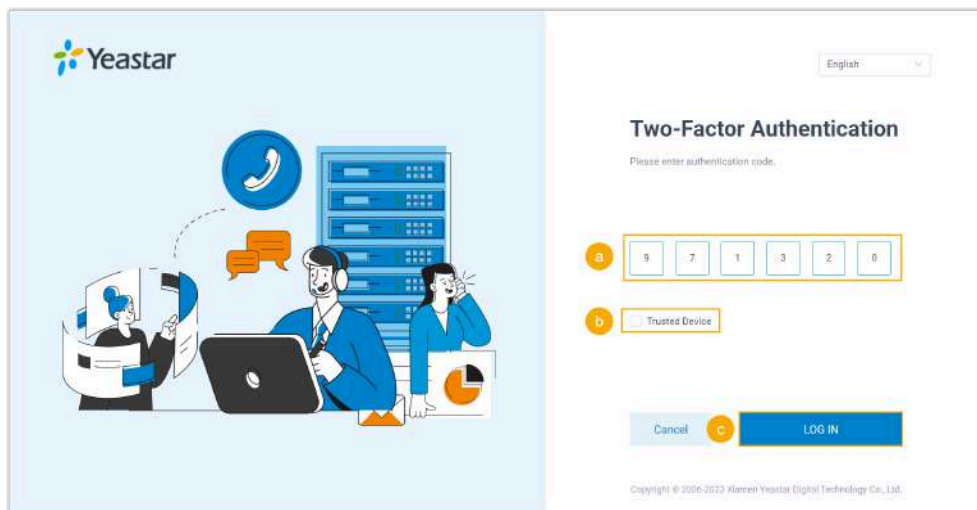 Yeastar
English
Two-Factor Authentication
Please enter authentication code.
a
9 7 1 3 2 0
b
Trusted Device
Cancel
c
LOG IN
Copyright © 2006-2023 Xiamen Yeastar Digital Technology Co., Ltd.